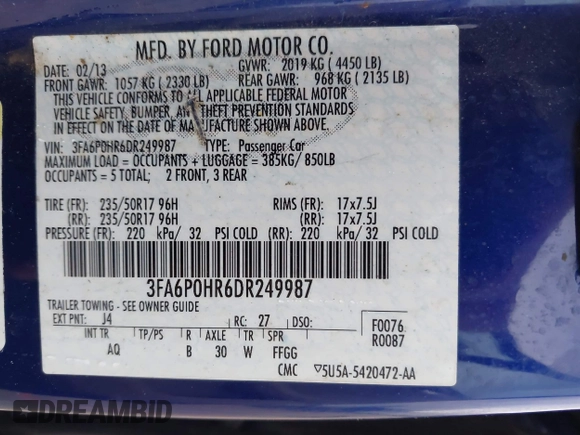 MFD. BY FORD MOTOR CO.
DATE: 02/13 GVWR: 2019 KG ( 4450 LB)
FRONT GAWR: 1057 KG ( 2330 LB) REAR GAWR: 968 KG ( 2135 LB)
THIS VEHICLE CONFORMS TO ALL APPLICABLE FEDERAL MOTOR
VEHICLE SAFETY, BUMPER, AND THEFT PREVENTION STANDARDS
IN EFFECT ON THE DATE OF MANUFACTURE SHOWN ABOVE.
VIN: 3FA6P0HR6DR249987 TYPE: Passenger Car
MAXIMUM LOAD = OCCUPANTS + LUGGAGE = 385KG/ 850LB
OCCUPANTS = 5 TOTAL; 2 FRONT, 3 REAR
TIRE (FR): 235/50R17 96H RIMS (FR): 17x7.5J
(RR): 235/50R17 96H (RR): 17x7.5J
PRESSURE (FR): 220 kPa/ 32 PSI COLD (RR): 220 kPa/ 32 PSI COLD
3FA6P0HR6DR249987
TRAILER TOWING - SEE OWNER GUIDE
EXT PNT: J4 RC: 27 DSO: F0076
R0087
INT TR TP/PS R AXLE TR SPR
AQ B 30 W FFGG
CMC ▽5U5A-5420472-AA
DREAMBID